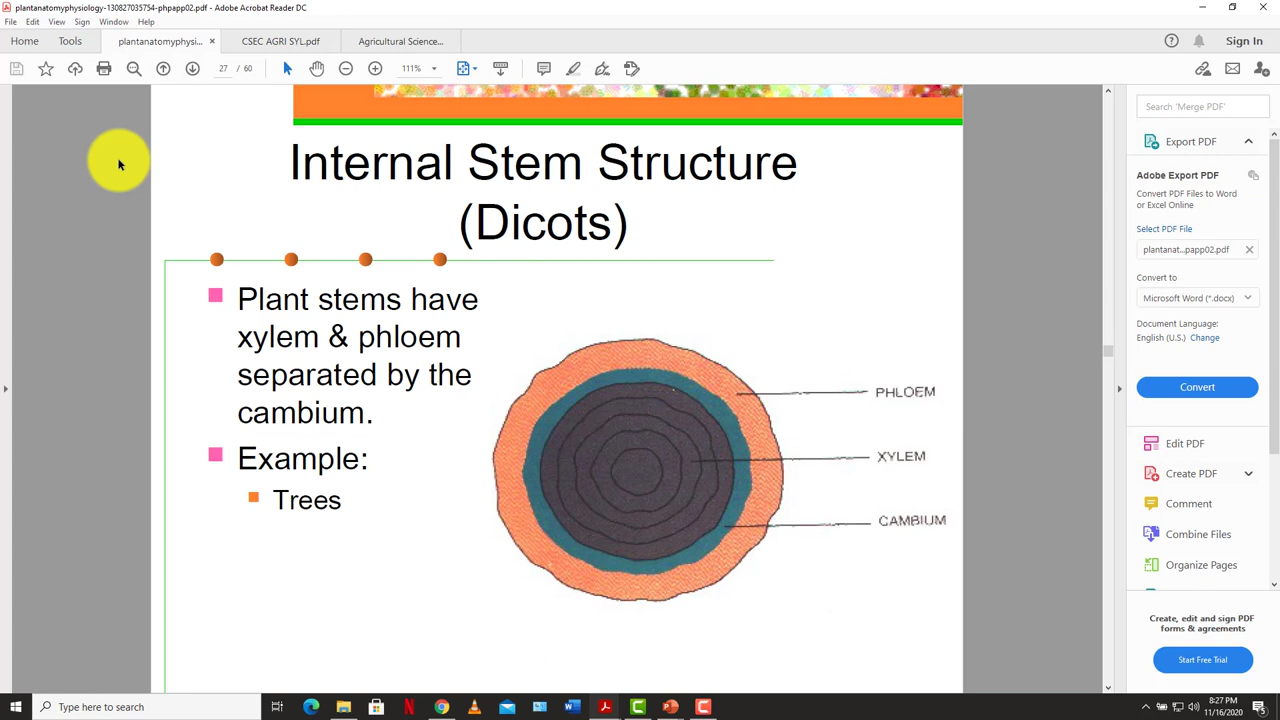 plantanatomyphysiology-130827035754-phpapp02.pdf - Adobe Acrobat Reader DC
File Edit View Sign Window Help
Home Tools plantanatomyphysi... × CSEC AGRI SYL.pdf Agricultural Science... Sign In
27 / 60 111%
Internal Stem Structure
(Dicots)
Plant stems have
xylem & phloem
separated by the
cambium.
Example:
Trees
PHLOEM
XYLEM
CAMBIUM
Search 'Merge PDF'
Export PDF
Adobe Export PDF
Convert PDF Files to Word
or Excel Online
Select PDF File
plantanat...papp02.pdf
Convert to
Microsoft Word (*.docx)
Document Language:
English (U.S.) Change
Convert
Edit PDF
Create PDF
Comment
Combine Files
Organize Pages
Create, edit and sign PDF
forms & agreements
Start Free Trial
Type here to search
8:27 PM
11/16/2020
5